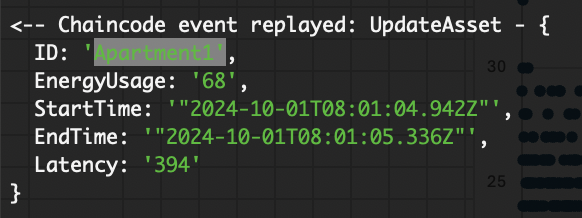 <-- Chaincode event replayed: UpdateAsset - {
ID: 'Apartment1',
EnergyUsage: '68',
StartTime: '"2024-10-01T08:01:04.942Z"',
EndTime: '"2024-10-01T08:01:05.336Z"',
Latency: '394'
}
30
25